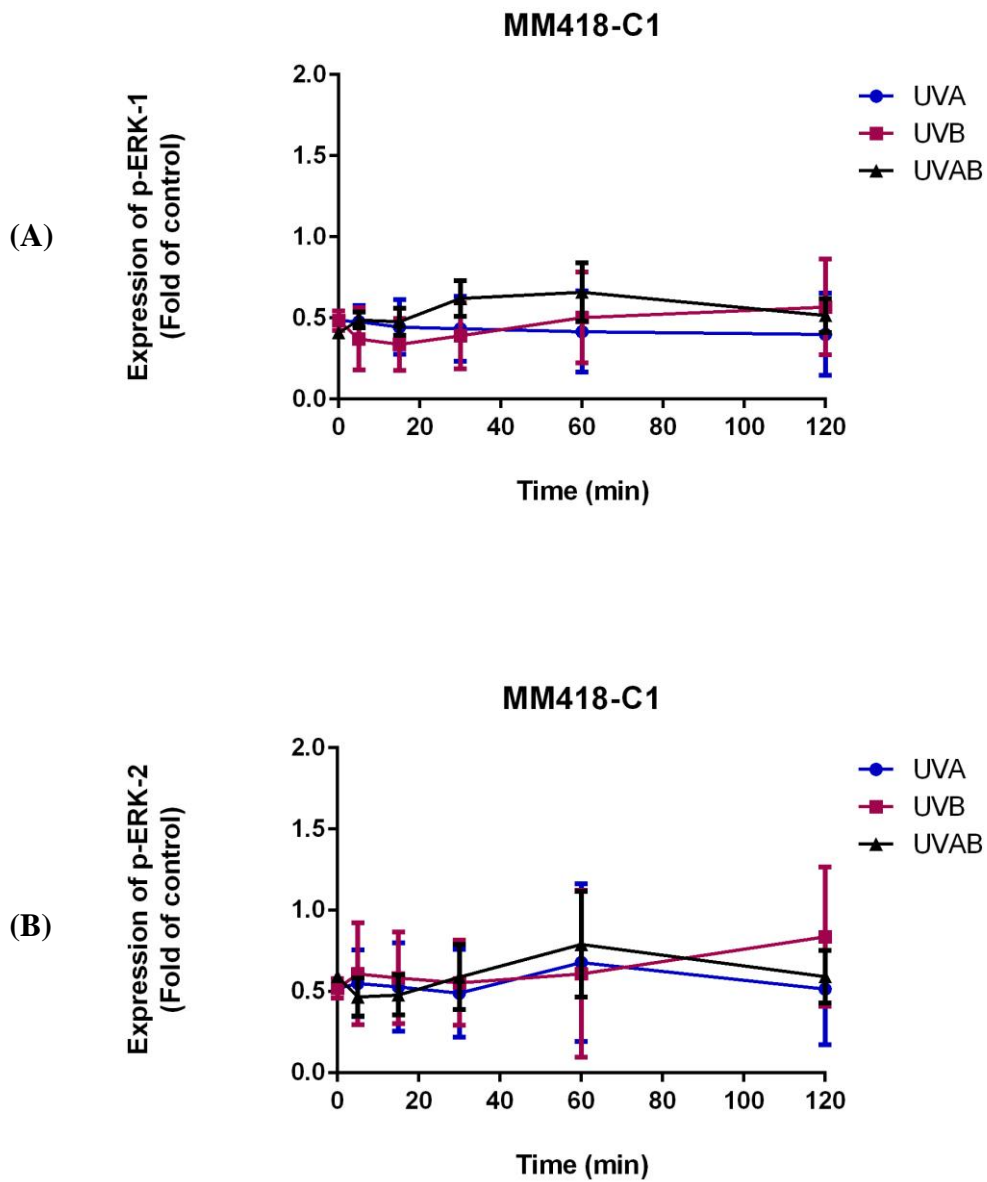 MM418-C1
(A)
Expression of p-ERK-1
(Fold of control)
2.0
1.5
1.0
0.5
0.0
0 20 40 60 80 100 120
Time (min)
UVA
UVB
UVAB
MM418-C1
(B)
Expression of p-ERK-2
(Fold of control)
2.0
1.5
1.0
0.5
0.0
0 20 40 60 80 100 120
Time (min)
UVA
UVB
UVAB